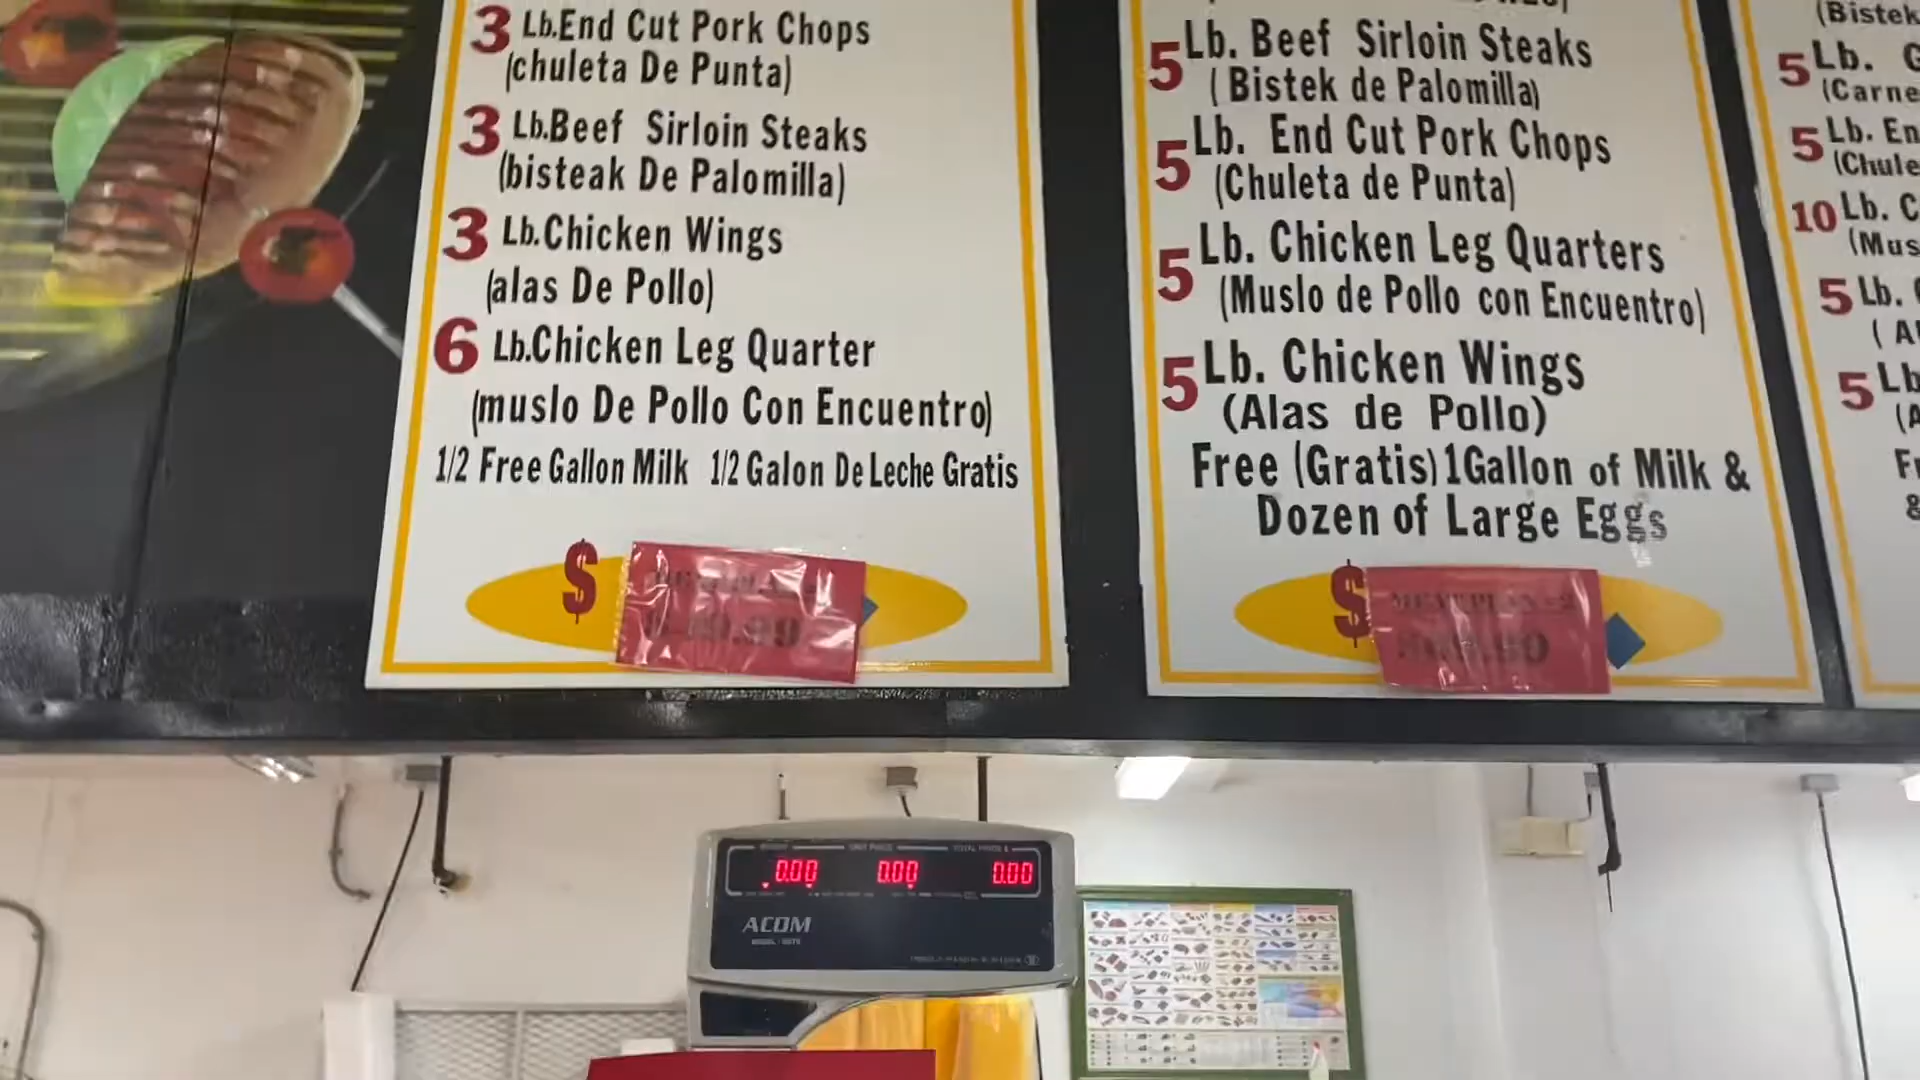 3 Lb.End Cut Pork Chops
(chuleta De Punta)
3 Lb.Beef Sirloin Steaks
(bisteak De Palomilla)
3 Lb.Chicken Wings
(alas De Pollo)
6 Lb.Chicken Leg Quarter
(muslo De Pollo Con Encuentro)
1/2 Free Gallon Milk 1/2 Galon De Leche Gratis
$
5 Lb. Beef Sirloin Steaks
( Bistek de Palomilla)
5 Lb. End Cut Pork Chops
(Chuleta de Punta)
5 Lb. Chicken Leg Quarters
(Muslo de Pollo con Encuentro)
5 Lb. Chicken Wings
(Alas de Pollo)
Free (Gratis) 1Gallon of Milk &
Dozen of Large Eggs
$
MEAT PLAN #2
(Bistek
5 Lb. G
(Carne
5 Lb. En
(Chule
10 Lb. C
(Mus
5 Lb.
( Al
5 Lb
(A
Fr
&
0.00 0.00 0.00
ACOM